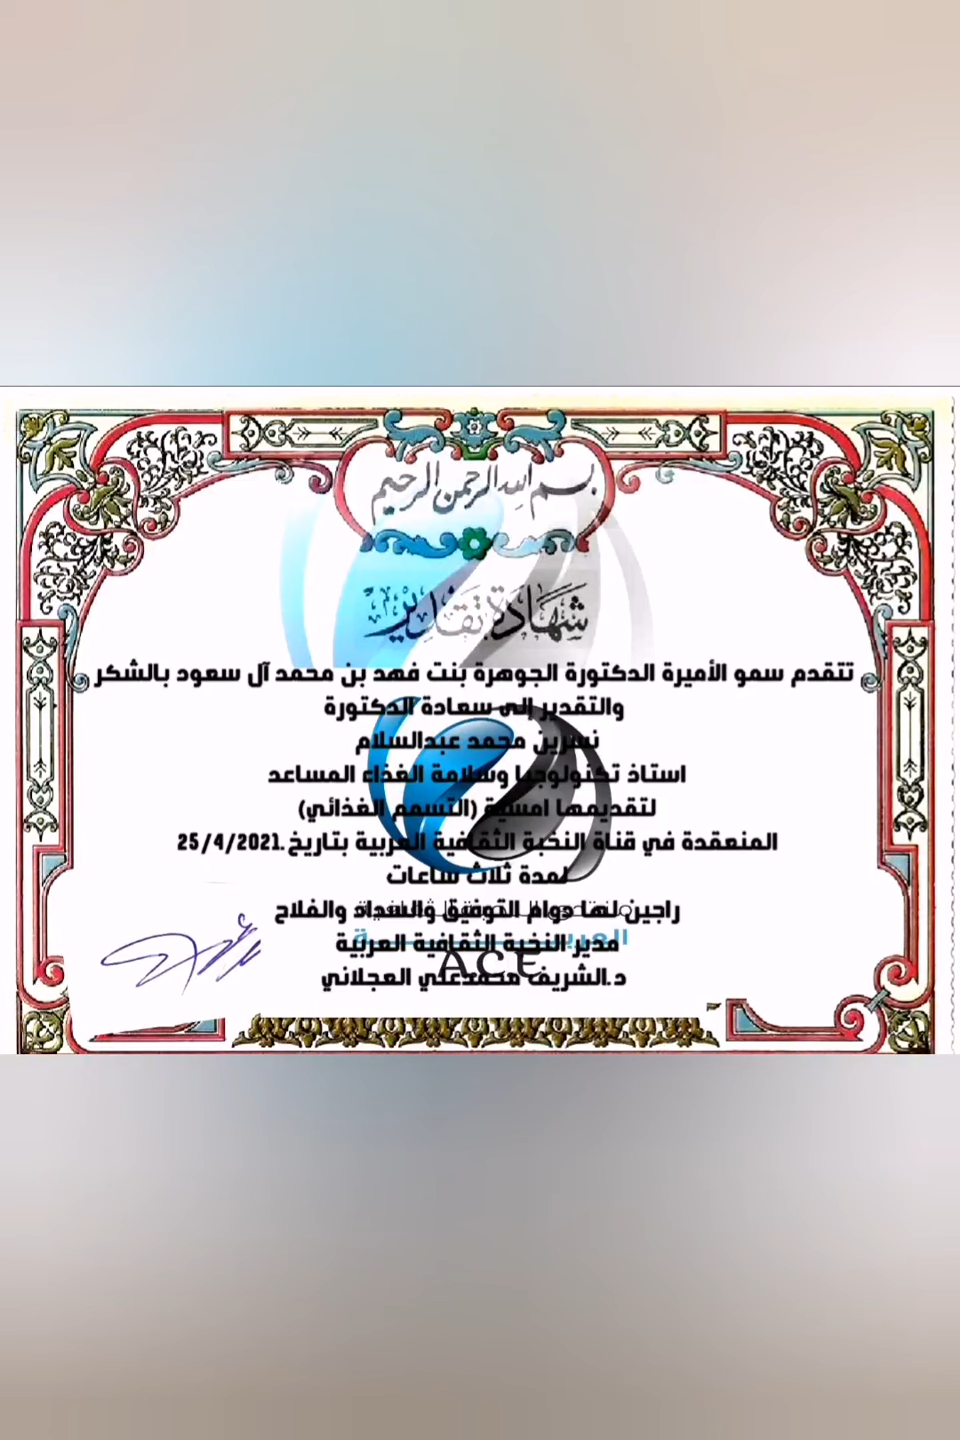 بسم الله الرحمن الرحيم
شهادة تقدير
تتقدم سمو الأميرة الدكتورة الجوهرة بنت فهد بن محمد آل سعود بالشكر
والتقدير إلى سعادة الدكتورة
نسرين محمد عبدالسلام
استاذ تكنولوجيا وسلامة الغذاء المساعد
لتقديمها امسية (التسمم الغذائي)
المنعقدة في قناة النخبة الثقافية العربية بتاريخ .25/4/2021
لمدة ثلاث ساعات
راجين لها دوام التوفيق والسداد والفلاح
مدير النخبة الثقافية العربية
د.الشريف محمدعلي العجلاني
ACE